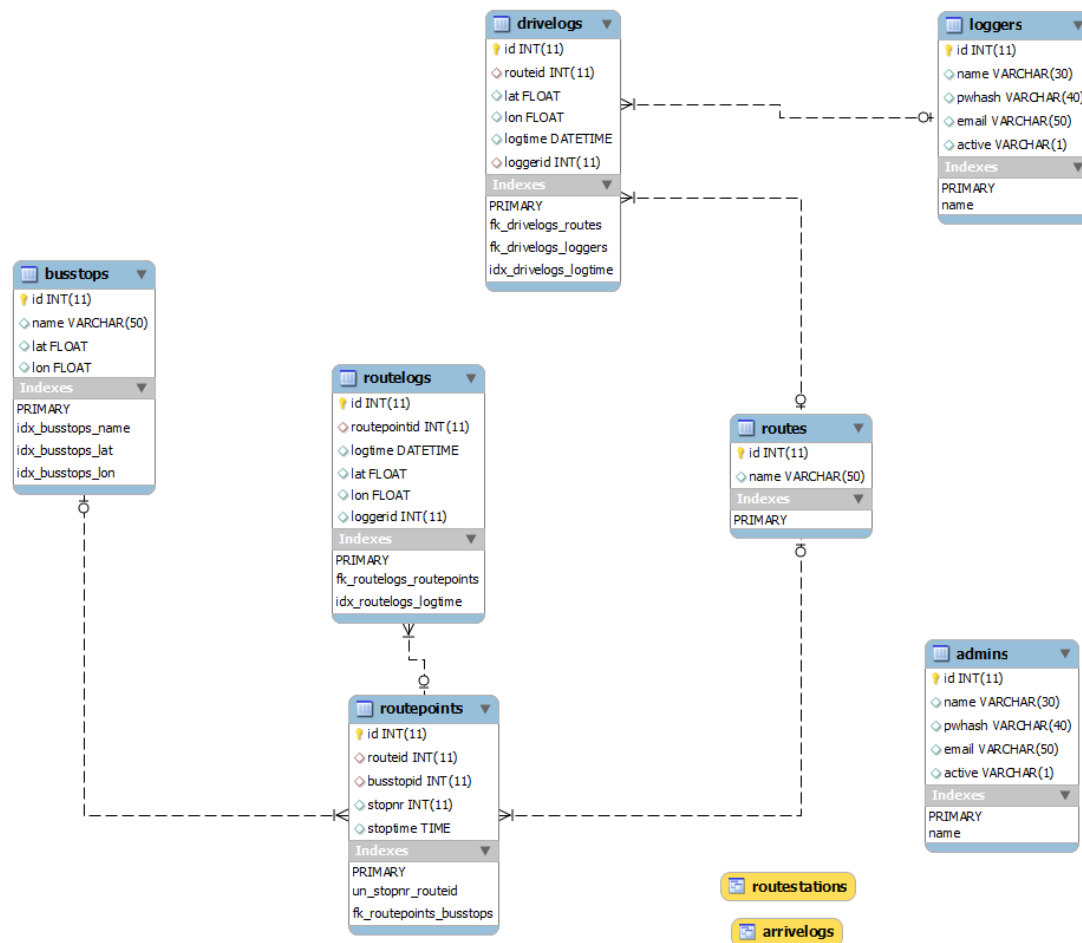 drivelogs
id INT(11)
routeid INT(11)
lat FLOAT
lon FLOAT
logtime DATETIME
loggerid INT(11)
Indexes
PRIMARY
fk_drivelogs_routes
fk_drivelogs_loggers
idx_drivelogs_logtime
loggers
id INT(11)
name VARCHAR(30)
pwhash VARCHAR(40)
email VARCHAR(50)
active VARCHAR(1)
Indexes
PRIMARY
name
busstops
id INT(11)
name VARCHAR(50)
lat FLOAT
lon FLOAT
Indexes
PRIMARY
idx_busstops_name
idx_busstops_lat
idx_busstops_lon
routelogs
id INT(11)
routepointid INT(11)
logtime DATETIME
lat FLOAT
lon FLOAT
loggerid INT(11)
Indexes
PRIMARY
fk_routelogs_routepoints
idx_routelogs_logtime
routes
id INT(11)
name VARCHAR(50)
Indexes
PRIMARY
admins
id INT(11)
name VARCHAR(30)
pwhash VARCHAR(40)
email VARCHAR(50)
active VARCHAR(1)
Indexes
PRIMARY
name
routepoints
id INT(11)
routeid INT(11)
busstopid INT(11)
stopnr INT(11)
stoptime TIME
Indexes
PRIMARY
un_stopnr_routeid
fk_routepoints_busstops
routestations
arrivelogs